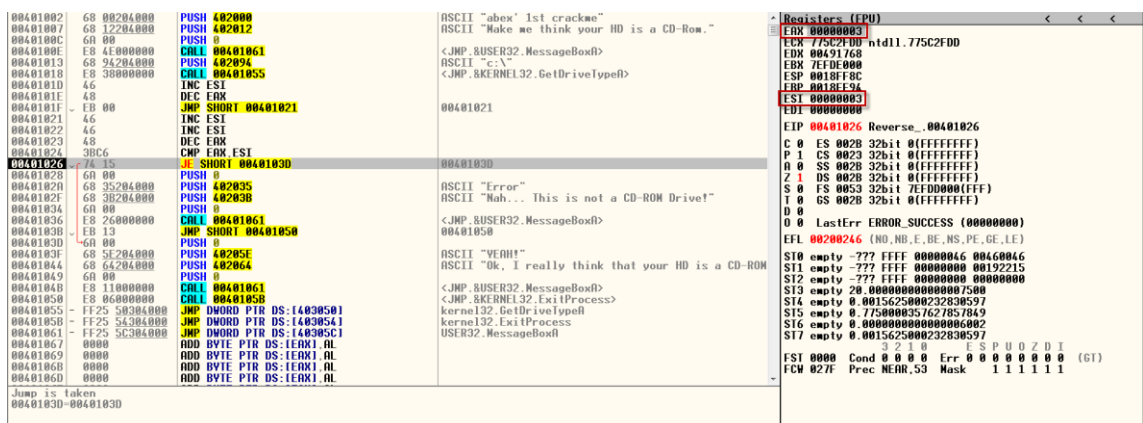 00401002 68 00204000 PUSH 402000 ASCII "abex' 1st crackme"
00401007 68 12204000 PUSH 402012 ASCII "Make me think your HD is a CD-Rom."
0040100C 6A 00 PUSH 0
0040100E E8 4E000000 CALL 00401061 <JMP.&USER32.MessageBoxA>
00401013 68 94204000 PUSH 402094 ASCII "c:\"
00401018 E8 38000000 CALL 00401055 <JMP.&KERNEL32.GetDriveTypeA>
0040101D 46 INC ESI
0040101E 48 DEC EAX
0040101F EB 00 JMP SHORT 00401021 00401021
00401021 46 INC ESI
00401022 46 INC ESI
00401023 48 DEC EAX
00401024 3BC6 CMP EAX,ESI
00401026 74 15 JE SHORT 0040103D 0040103D
00401028 6A 00 PUSH 0
0040102A 68 35204000 PUSH 402035 ASCII "Error"
0040102F 68 3B204000 PUSH 40203B ASCII "Nah... This is not a CD-ROM Drive!"
00401034 6A 00 PUSH 0
00401036 E8 26000000 CALL 00401061 <JMP.&USER32.MessageBoxA>
0040103B EB 13 JMP SHORT 00401050 00401050
0040103D 6A 00 PUSH 0
0040103F 68 5E204000 PUSH 40205E ASCII "YEAH!"
00401044 68 64204000 PUSH 402064 ASCII "Ok, I really think that your HD is a CD-ROM
00401049 6A 00 PUSH 0
0040104B E8 11000000 CALL 00401061 <JMP.&USER32.MessageBoxA>
00401050 E8 06000000 CALL 0040105B <JMP.&KERNEL32.ExitProcess>
00401055 - FF25 50304000 JMP DWORD PTR DS:[403050] kernel32.GetDriveTypeA
0040105B - FF25 54304000 JMP DWORD PTR DS:[403054] kernel32.ExitProcess
00401061 - FF25 5C304000 JMP DWORD PTR DS:[40305C] USER32.MessageBoxA
00401067 0000 ADD BYTE PTR DS:[EAX],AL
00401069 0000 ADD BYTE PTR DS:[EAX],AL
0040106B 0000 ADD BYTE PTR DS:[EAX],AL
0040106D 0000 ADD BYTE PTR DS:[EAX],AL
Jump is taken
0040103D=0040103D
Registers (FPU) < < <
EAX 00000003
ECX 775C2FDD ntdll.775C2FDD
EDX 00491768
EBX 7EFDE000
ESP 0018FF8C
EBP 0018FF94
ESI 00000003
EDI 00000000
EIP 00401026 Reverse_.00401026
C 0 ES 002B 32bit 0(FFFFFFFF)
P 1 CS 0023 32bit 0(FFFFFFFF)
A 0 SS 002B 32bit 0(FFFFFFFF)
Z 1 DS 002B 32bit 0(FFFFFFFF)
S 0 FS 0053 32bit 7EFDD000(FFF)
T 0 GS 002B 32bit 0(FFFFFFFF)
D 0
O 0 LastErr ERROR_SUCCESS (00000000)
EFL 00200246 (NO,NB,E,BE,NS,PE,GE,LE)
ST0 empty -??? FFFF 00000046 00460046
ST1 empty -??? FFFF 00000000 00192215
ST2 empty -??? FFFF 00000000 00000000
ST3 empty 20.000000000000007500
ST4 empty 0.0015625000232830597
ST5 empty 0.7750000357627857849
ST6 empty 0.0000000000000006002
ST7 empty 0.0015625000232830597
3 2 1 0 E S P U O Z D I
FST 0000 Cond 0 0 0 0 Err 0 0 0 0 0 0 0 0 (GT)
FCW 027F Prec NEAR,53 Mask 1 1 1 1 1 1